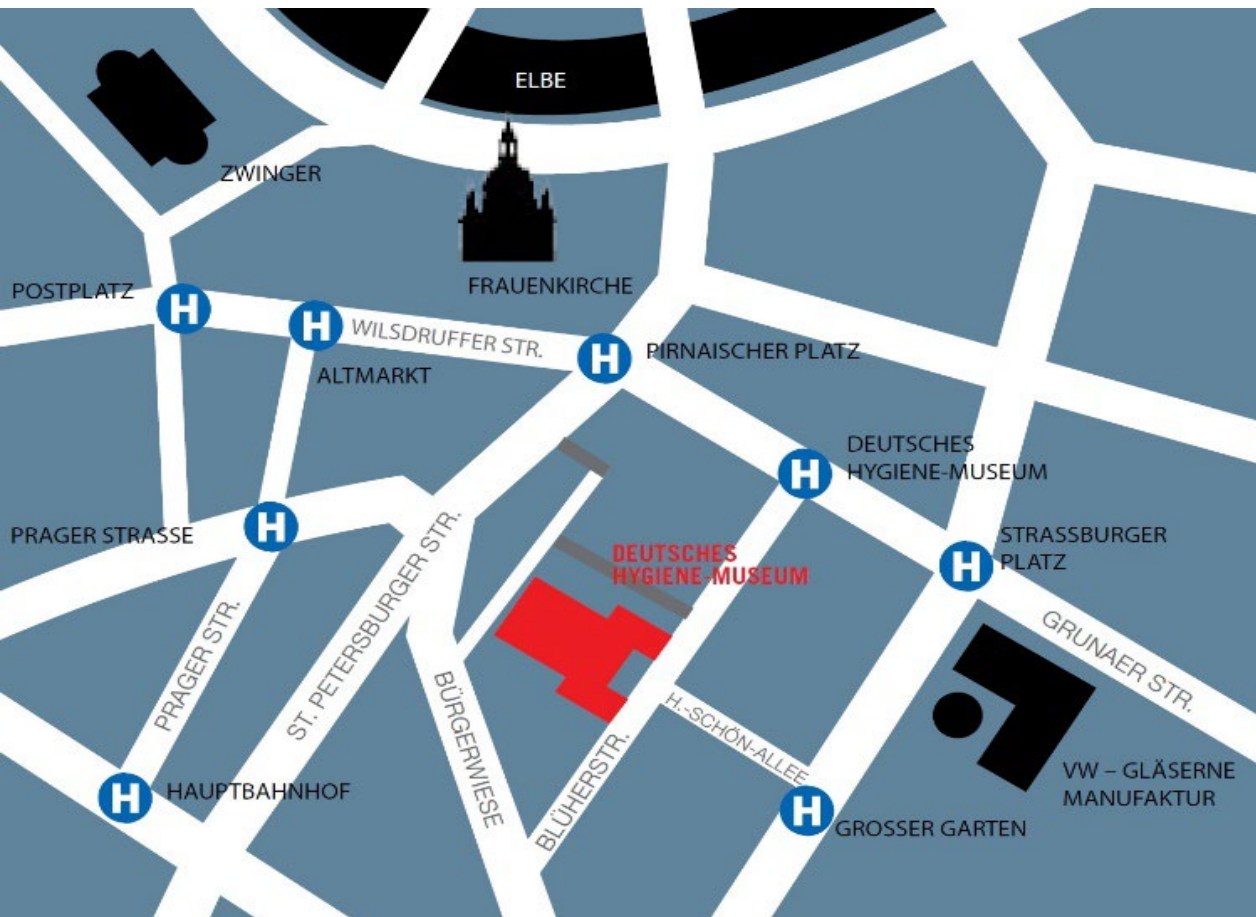 ELBE
ZWINGER
FRAUENKIRCHE
POSTPLATZ
H
H
WILSDRUFFER STR.
H
PIRNAISCHER PLATZ
ALTMARKT
DEUTSCHES
HYGIENE-MUSEUM
H
PRAGER STRASSE
H
STRASSBURGER
PLATZ
H
DEUTSCHES
HYGIENE-MUSEUM
PRAGER STR.
ST. PETERSBURGER STR.
BÜRGERWIESE
BLÜHERSTR.
H.-SCHÖN-ALLEE
GRUNAER STR.
VW – GLÄSERNE
MANUFAKTUR
H
HAUPTBAHNHOF
H
GROSSER GARTEN